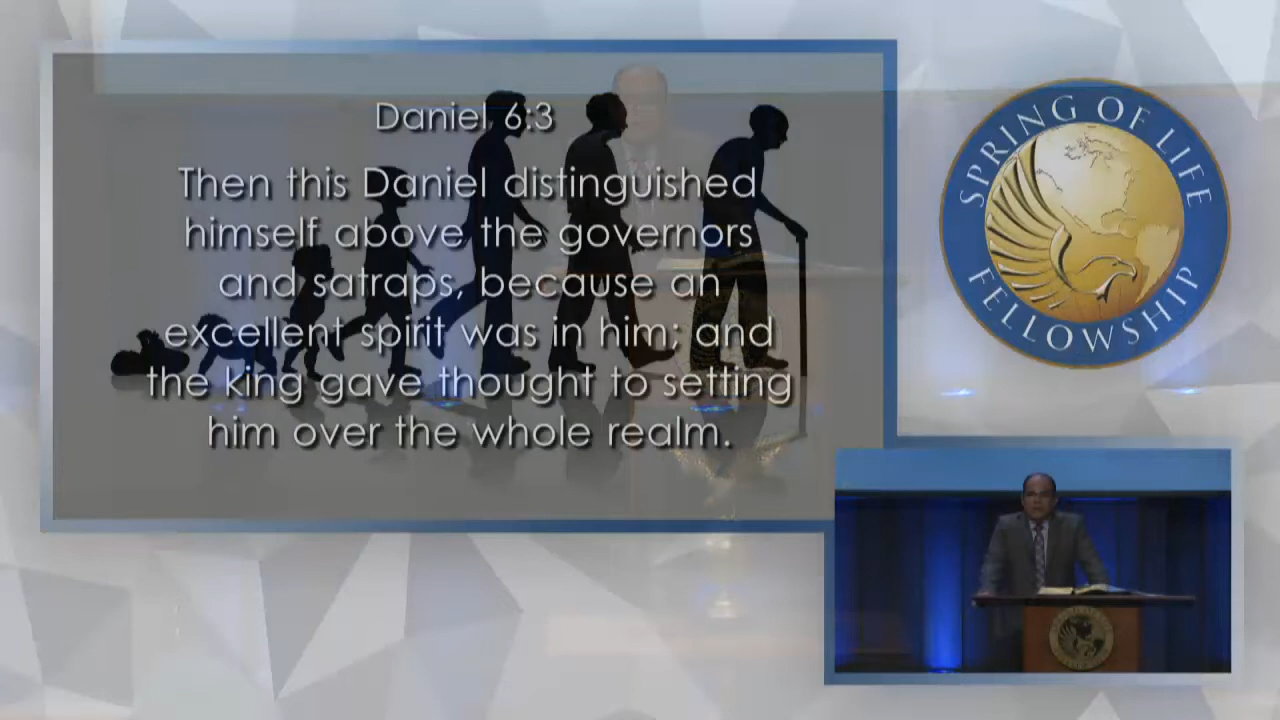 Daniel 6:3
Then this Daniel distinguished
himself above the governors
and satraps, because an
excellent spirit was in him; and
the king gave thought to setting
him over the whole realm.
SPRING OF LIFE
FELLOWSHIP